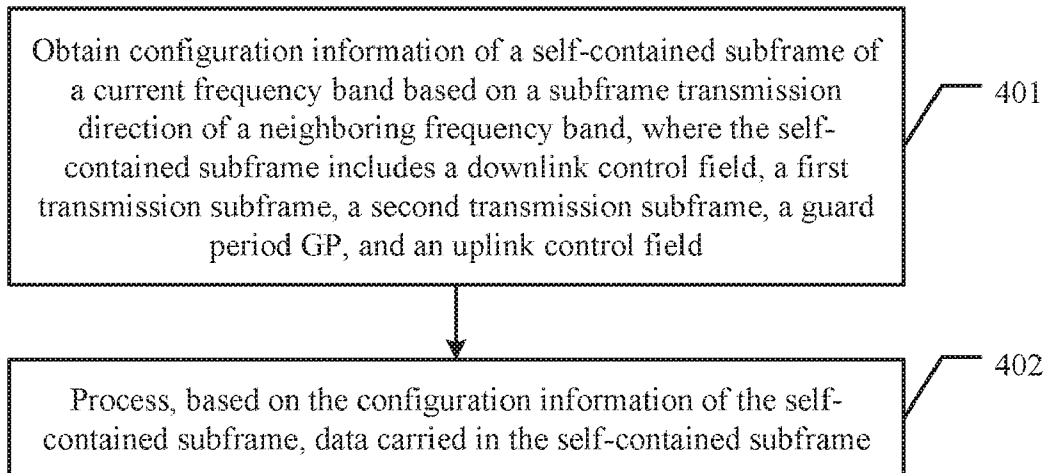 Obtain configuration information of a self-contained subframe of
a current frequency band based on a subframe transmission
direction of a neighboring frequency band, where the self-
contained subframe includes a downlink control field, a first
transmission subframe, a second transmission subframe, a guard
period GP, and an uplink control field
401
Process, based on the configuration information of the self-
contained subframe, data carried in the self-contained subframe
402